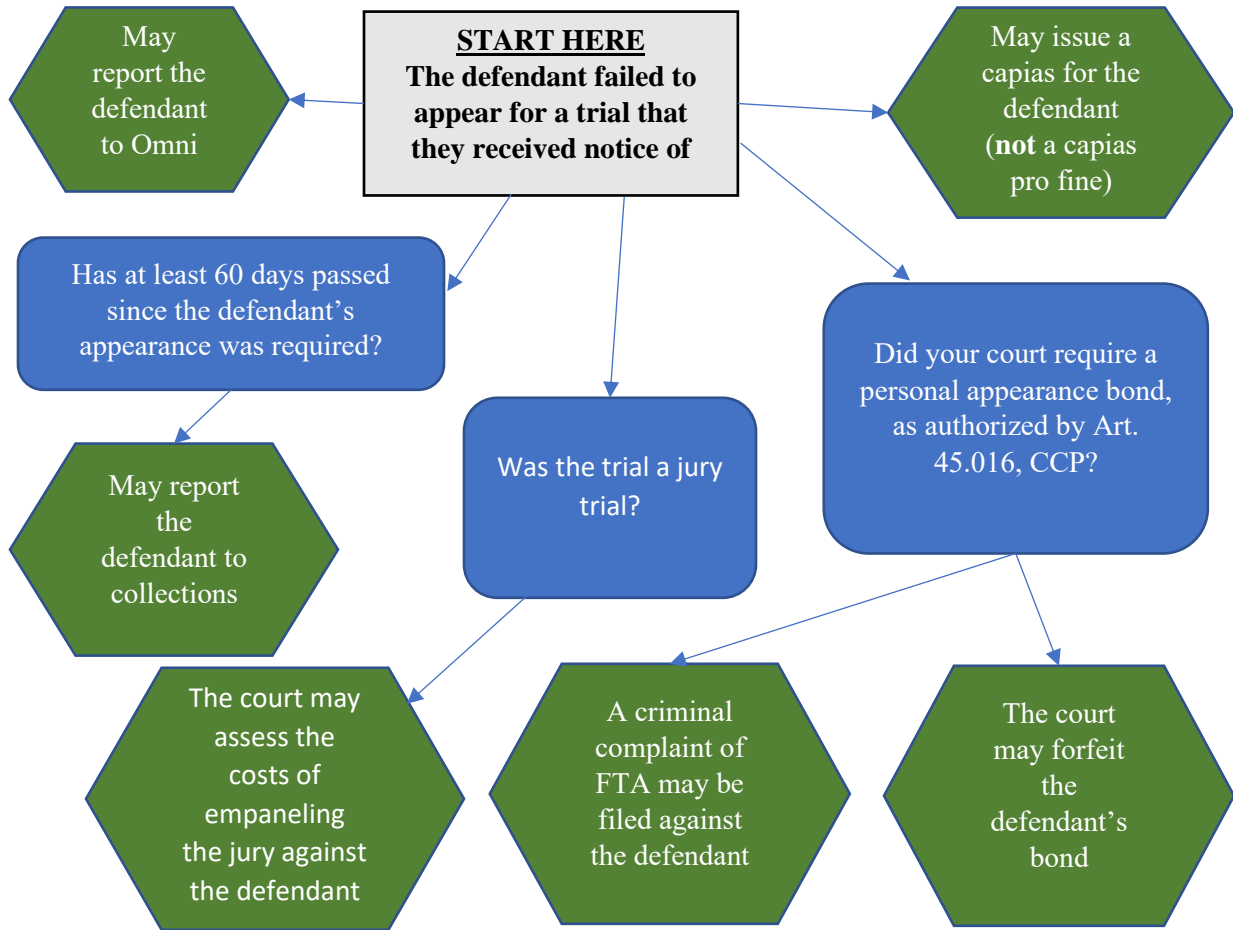 May
report the
defendant
to Omni
START HERE
The defendant failed to
appear for a trial that
they received notice of
May issue a
capias for the
defendant
(not a capias
pro fine)
Has at least 60 days passed
since the defendant’s
appearance was required?
Did your court require a
personal appearance bond,
as authorized by Art.
45.016, CCP?
Was the trial a jury
trial?
May report
the
defendant to
collections
The court may
assess the
costs of
empaneling
the jury against
the defendant
A criminal
complaint of
FTA may be
filed against
the defendant
The court
may forfeit
the
defendant’s
bond